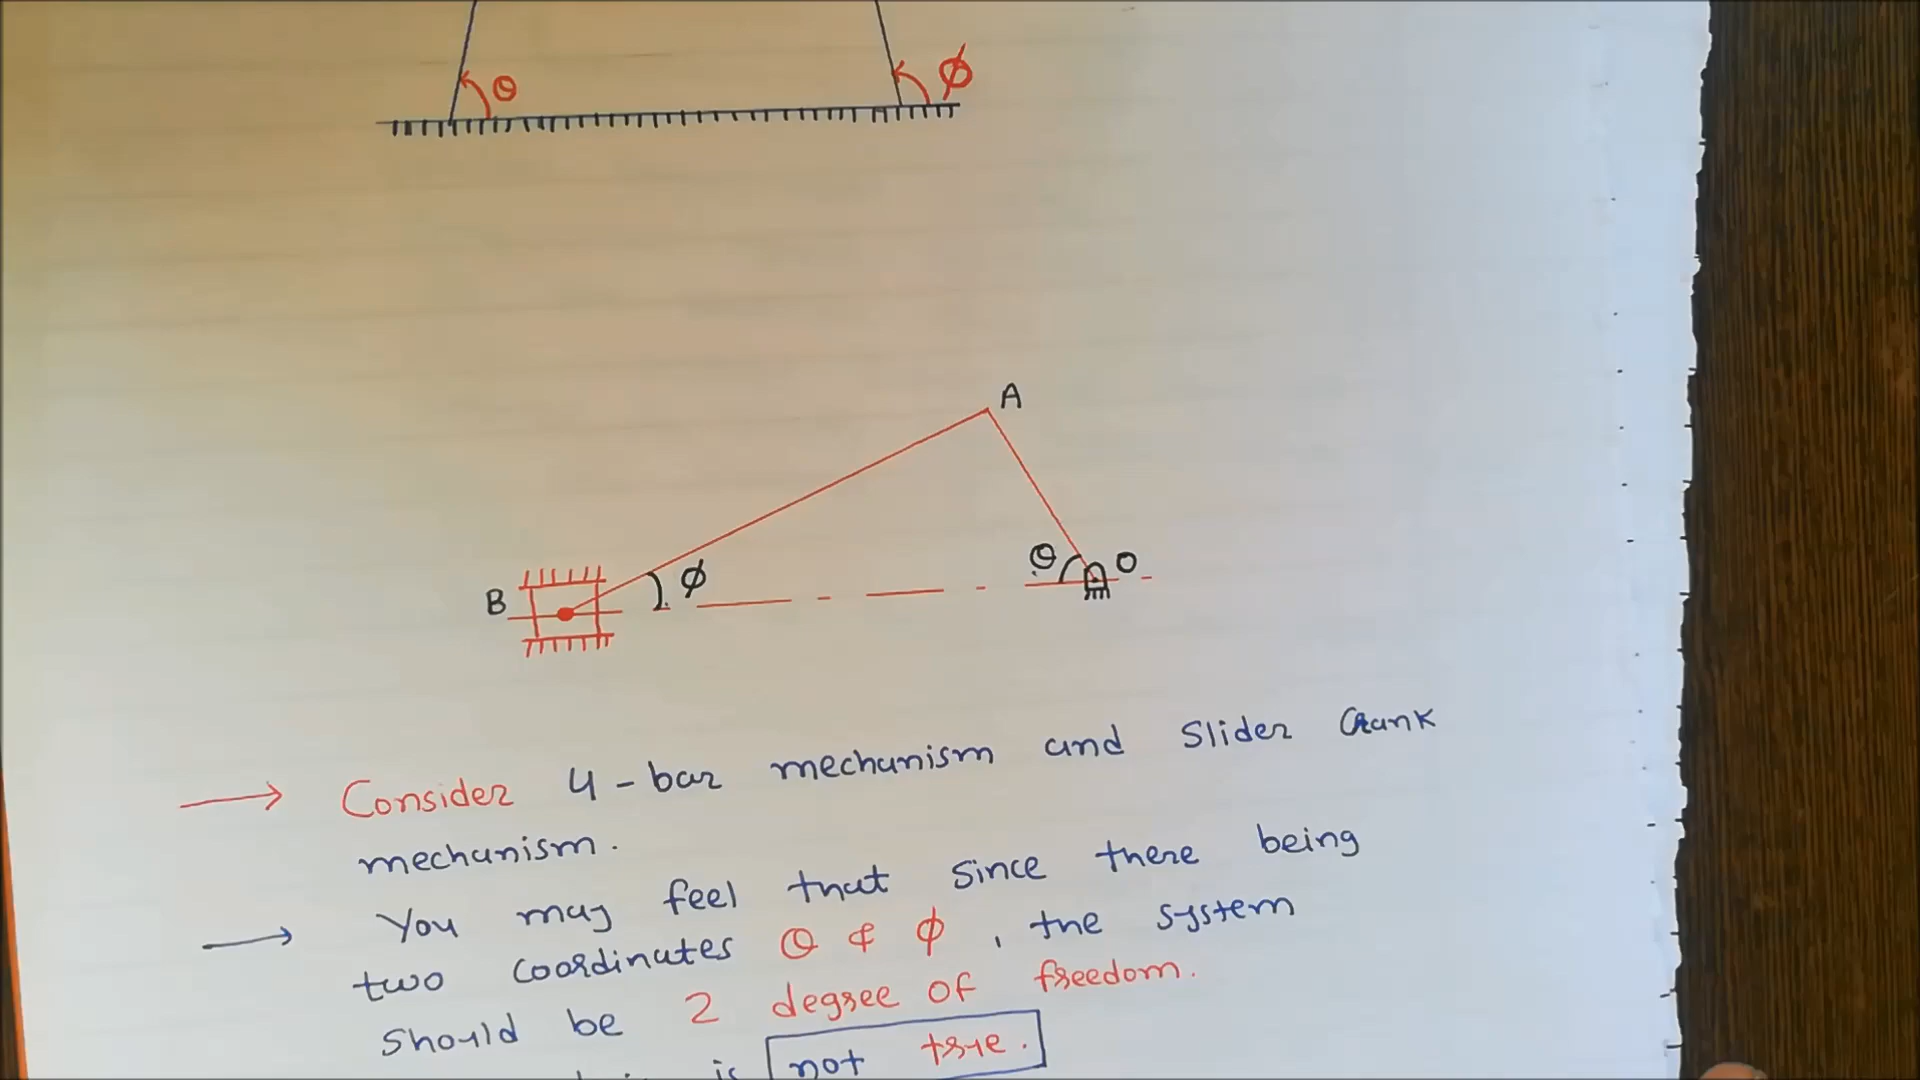 θ ϕ
A
B ϕ θ O
→ Consider 4-bar mechanism and Slider Crank
mechanism.
→ You may feel that since there being
two coordinates θ & ϕ, the system
should be 2 degree of freedom.
is not true.